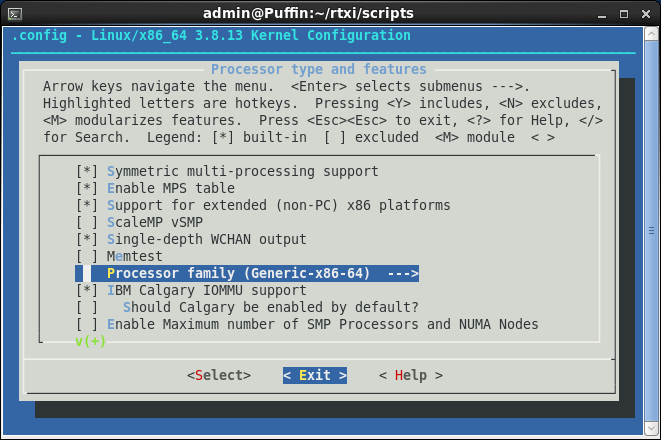 admin@Puffin:~/rtxi/scripts
.config - Linux/x86_64 3.8.13 Kernel Configuration
Processor type and features
Arrow keys navigate the menu.  <Enter> selects submenus --->.
Highlighted letters are hotkeys.  Pressing <Y> includes, <N> excludes,
<M> modularizes features.  Press <Esc><Esc> to exit, <?> for Help, </>
for Search.  Legend: [*] built-in  [ ] excluded  <M> module  < >
[*] Symmetric multi-processing support
[*] Enable MPS table
[*] Support for extended (non-PC) x86 platforms
[ ] ScaleMP vSMP
[*] Single-depth WCHAN output
[ ] Memtest
Processor family (Generic-x86-64)  --->
[*] IBM Calgary IOMMU support
[ ]   Should Calgary be enabled by default?
[ ] Enable Maximum number of SMP Processors and NUMA Nodes
v(+)
<Select>    < Exit >    < Help >